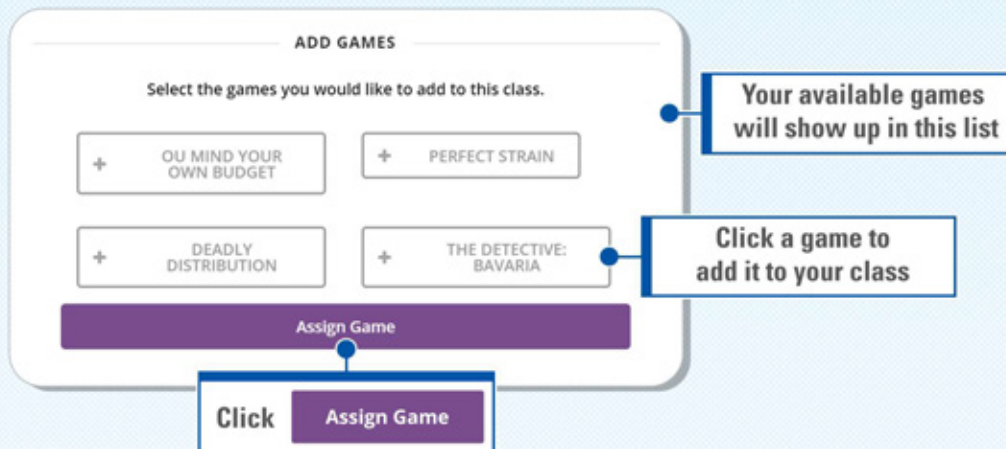 ADD GAMES
Select the games you would like to add to this class.
Your available games
will show up in this list
+ OU MIND YOUR
OWN BUDGET
+ PERFECT STRAIN
+ DEADLY
DISTRIBUTION
+ THE DETECTIVE:
BAVARIA
Click a game to
add it to your class
Assign Game
Click Assign Game